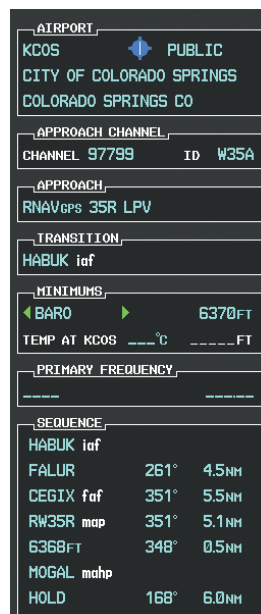 AIRPORT
KCOS PUBLIC
CITY OF COLORADO SPRINGS
COLORADO SPRINGS CO
APPROACH CHANNEL
CHANNEL 97799 ID W35A
APPROACH
RNAVGPS 35R LPV
TRANSITION
HABUK iaf
MINIMUMS
BARO 6370FT
TEMP AT KCOS ___°C _____FT
PRIMARY FREQUENCY
---- ---.--
SEQUENCE
HABUK iaf
FALUR 261° 4.5NM
CEGIX faf 351° 5.5NM
RW35R map 351° 5.1NM
6368FT 348° 0.5NM
MOGAL mahp
HOLD 168° 6.0NM